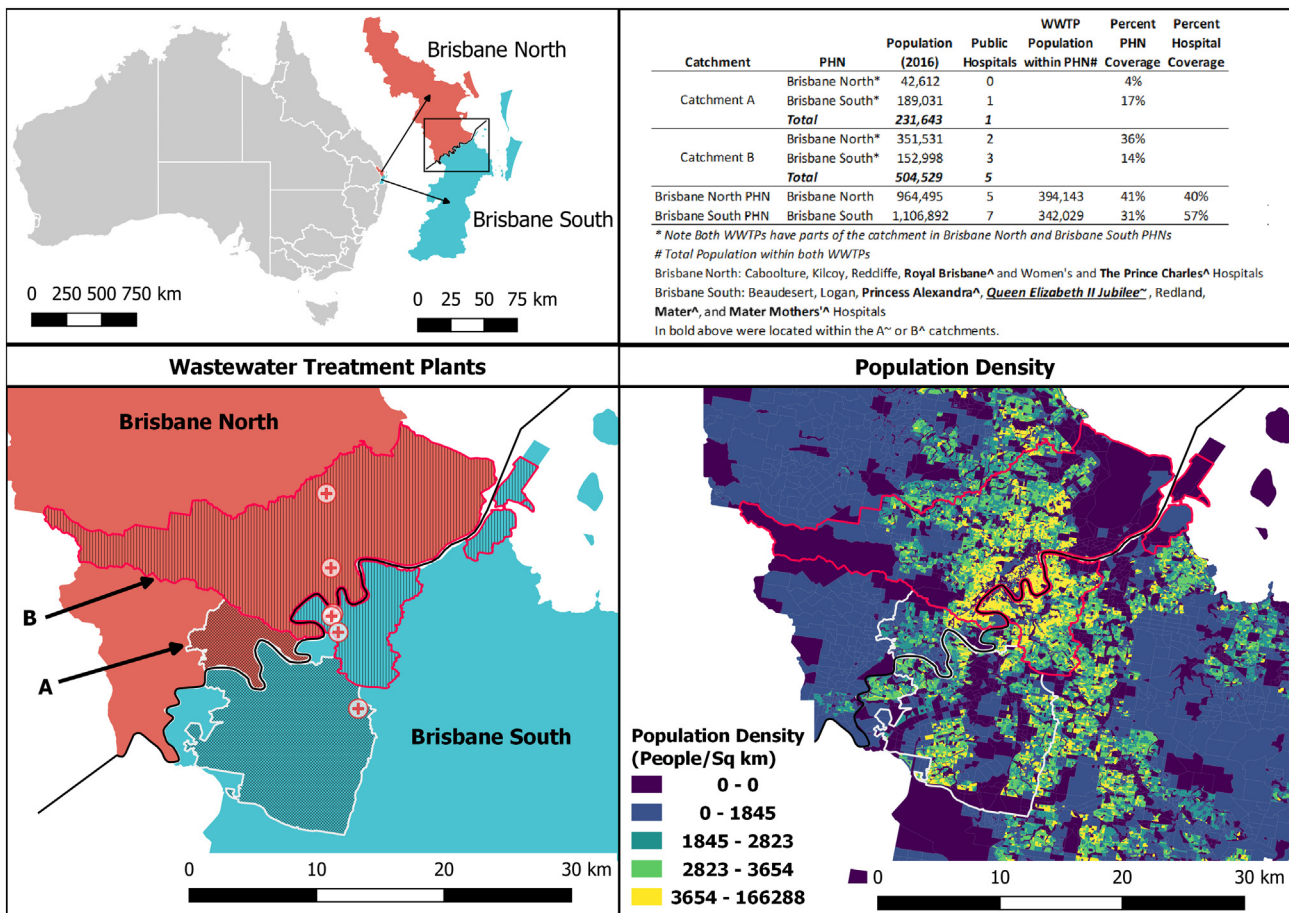 Brisbane North
Brisbane South
0 250 500 750 km
0 25 50 75 km
Catchment PHN Population (2016) Public Hospitals WWTP Population within PHN# Percent PHN Coverage Percent Hospital Coverage
Catchment A
Brisbane North* 42,612 0 4%
Brisbane South* 189,031 1 17%
Total 231,643 1
Catchment B
Brisbane North* 351,531 2 36%
Brisbane South* 152,998 3 14%
Total 504,529 5
Brisbane North PHN Brisbane North 964,495 5 394,143 41% 40%
Brisbane South PHN Brisbane South 1,106,892 7 342,029 31% 57%
* Note Both WWTPs have parts of the catchment in Brisbane North and Brisbane South PHNs
# Total Population within both WWTPs
Brisbane North: Caboolture, Kilcoy, Redcliffe, Royal Brisbane^ and Women's and The Prince Charles^ Hospitals
Brisbane South: Beaudesert, Logan, Princess Alexandra^, Queen Elizabeth II Jubilee~, Redland,
Mater^, and Mater Mothers'^ Hospitals
In bold above were located within the A~ or B^ catchments.
Wastewater Treatment Plants
Brisbane North
B
A
Brisbane South
0 10 20 30 km
Population Density
Population Density
(People/Sq km)
0 - 0
0 - 1845
1845 - 2823
2823 - 3654
3654 - 166288
0 10 20 30 km